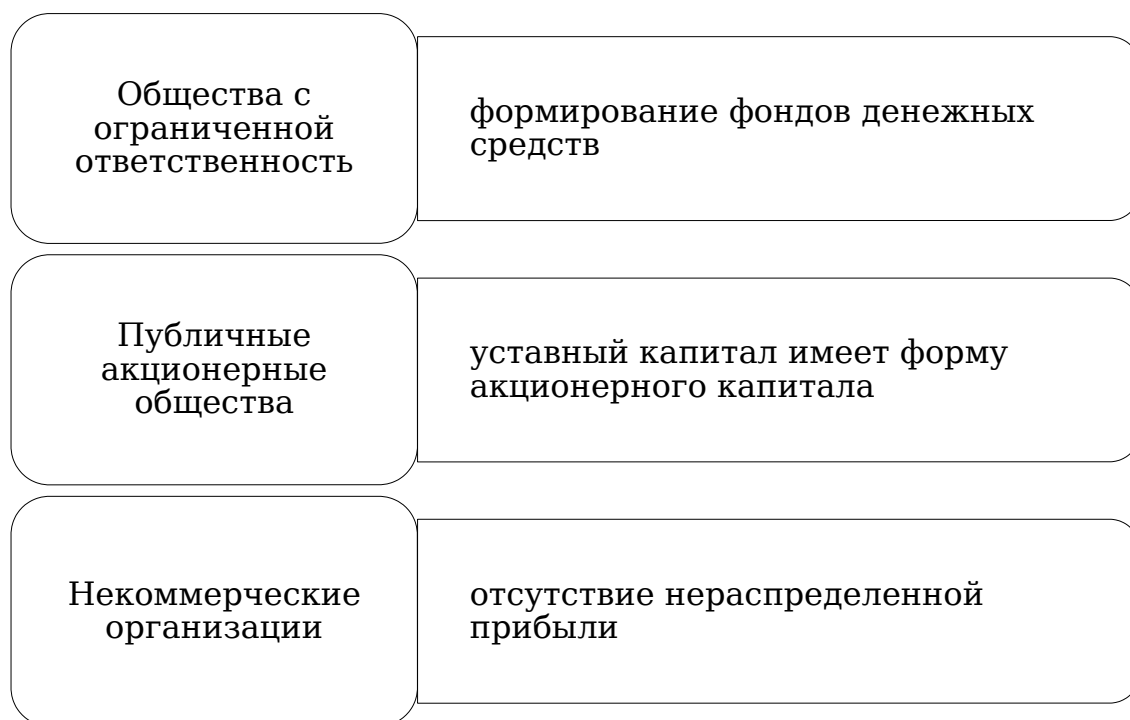 Общества с
ограниченной
ответственность
формирование фондов денежных
средств
Публичные
акционерные
общества
уставный капитал имеет форму
акционерного капитала
Некоммерческие
организации
отсутствие нераспределенной
прибыли